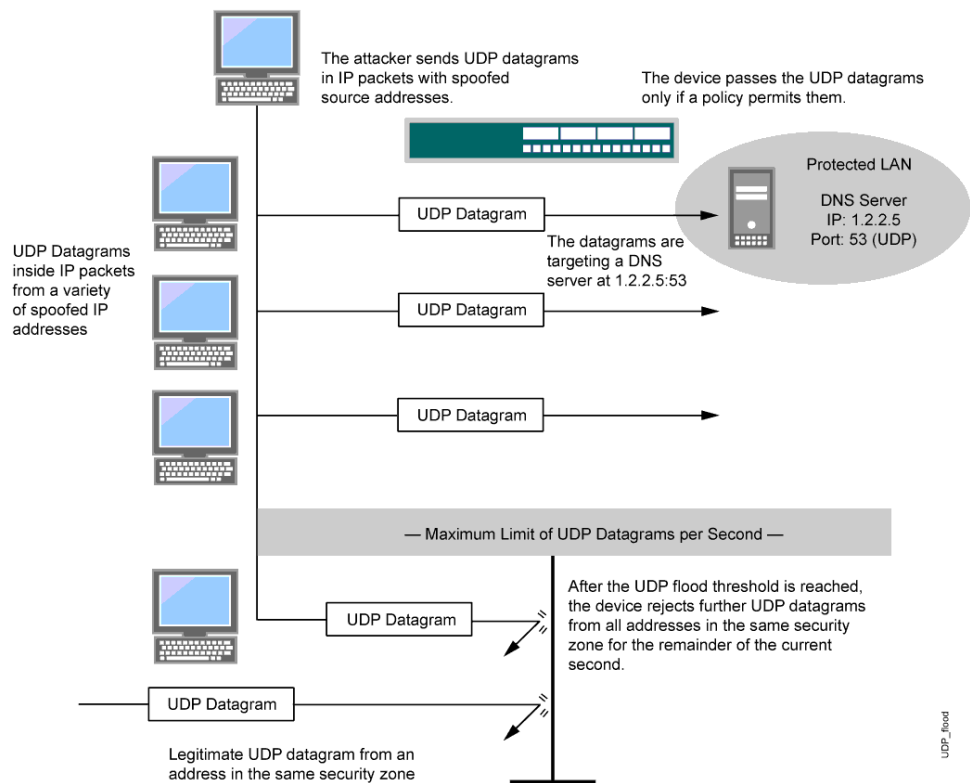 The attacker sends UDP datagrams
in IP packets with spoofed
source addresses.
The device passes the UDP datagrams
only if a policy permits them.
Protected LAN
DNS Server
IP: 1.2.2.5
Port: 53 (UDP)
UDP Datagram
The datagrams are
targeting a DNS
server at 1.2.2.5:53
UDP Datagrams
inside IP packets
from a variety
of spoofed IP
addresses
UDP Datagram
UDP Datagram
— Maximum Limit of UDP Datagrams per Second —
After the UDP flood threshold is reached,
the device rejects further UDP datagrams
from all addresses in the same security
zone for the remainder of the current
second.
UDP Datagram
UDP Datagram
Legitimate UDP datagram from an
address in the same security zone
UDP_flood